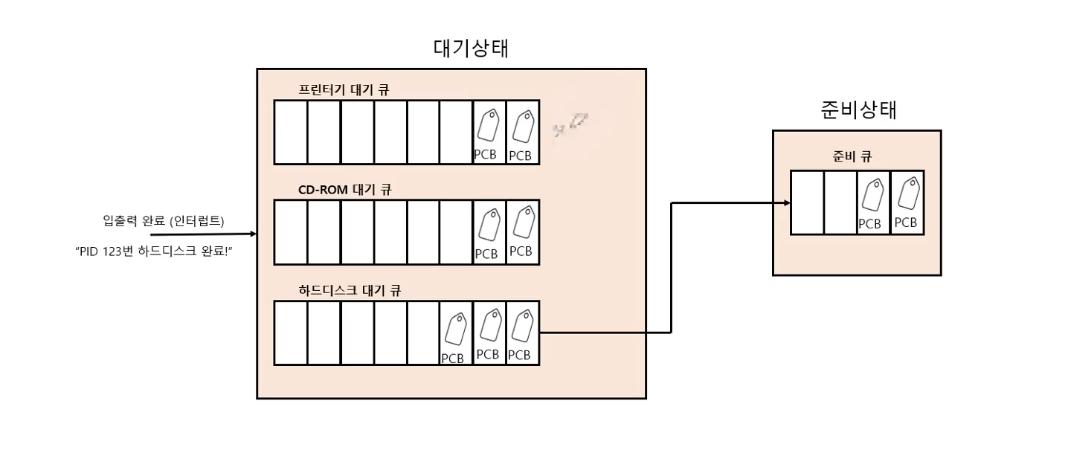 대기상태
프린터기 대기 큐
PCB PCB
준비상태
준비 큐
PCB PCB
CD-ROM 대기 큐
PCB PCB
입출력 완료 (인터럽트)
“PID 123번 하드디스크 완료!”
하드디스크 대기 큐
PCB PCB PCB